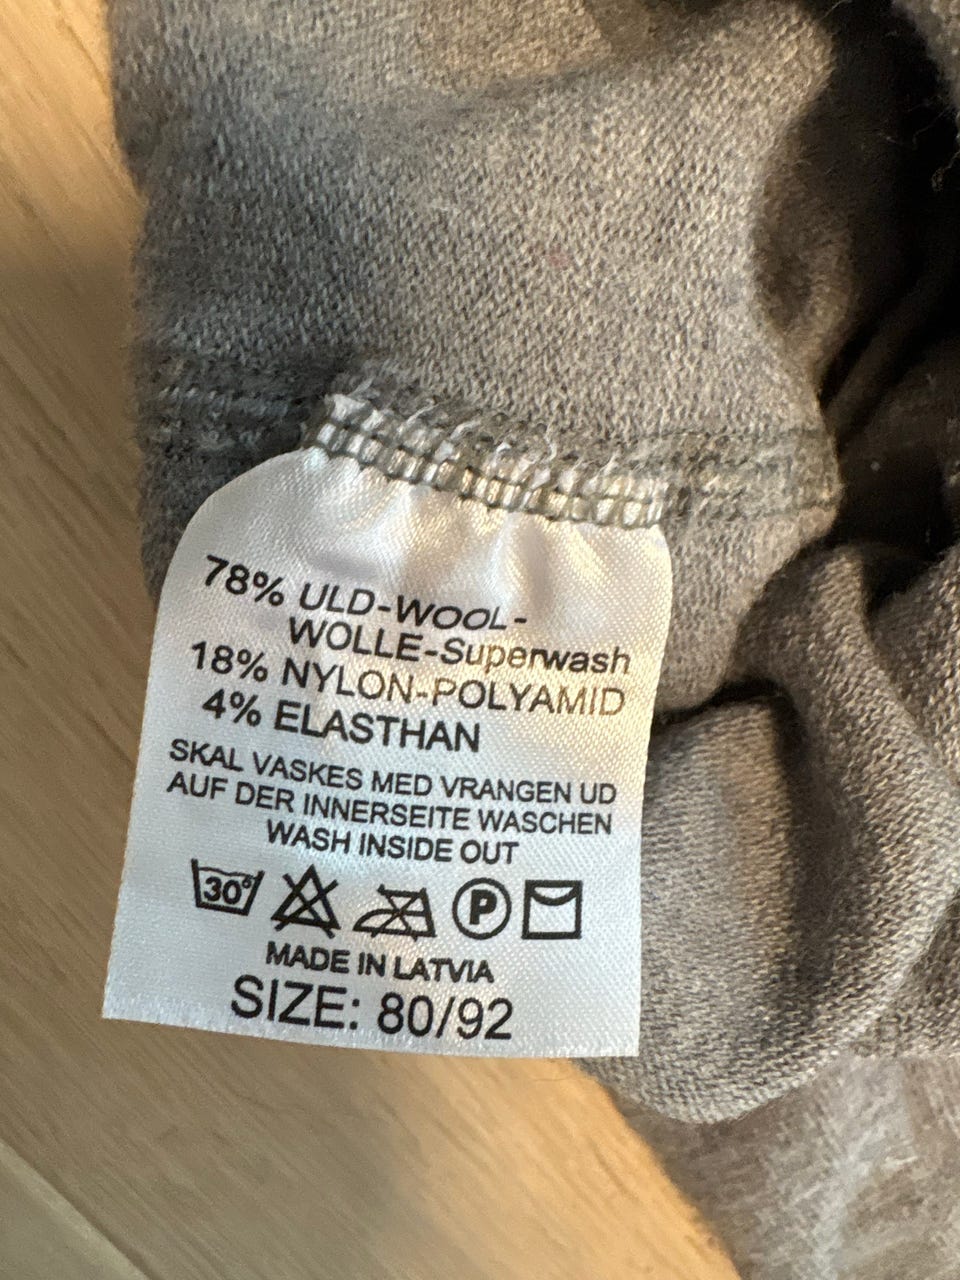 78% ULD-WOOL-
WOLLE-Superwash
18% NYLON-POLYAMID
4% ELASTHAN
SKAL VASKES MED VRANGEN UD
AUF DER INNERSEITE WASCHEN
WASH INSIDE OUT
30° P
MADE IN LATVIA
SIZE: 80/92